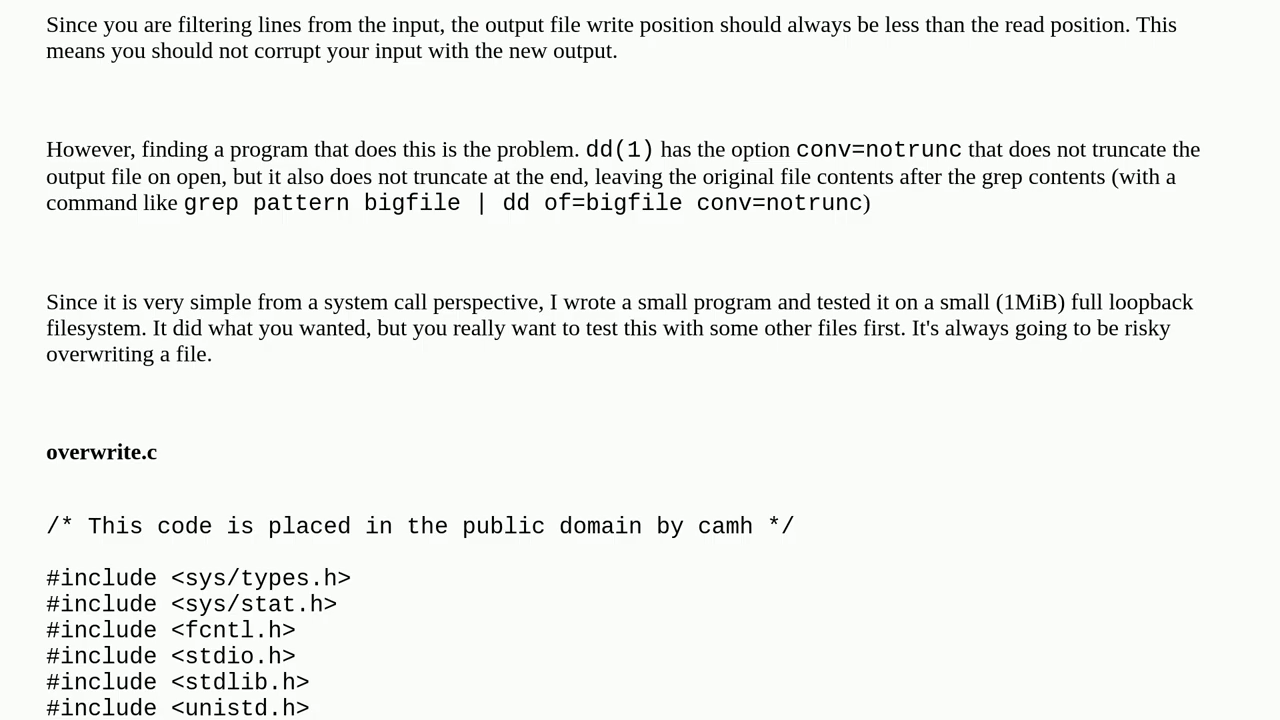 Since you are filtering lines from the input, the output file write position should always be less than the read position. This
means you should not corrupt your input with the new output.
However, finding a program that does this is the problem. dd(1) has the option conv=notrunc that does not truncate the
output file on open, but it also does not truncate at the end, leaving the original file contents after the grep contents (with a
command like grep pattern bigfile | dd of=bigfile conv=notrunc)
Since it is very simple from a system call perspective, I wrote a small program and tested it on a small (1MiB) full loopback
filesystem. It did what you wanted, but you really want to test this with some other files first. It's always going to be risky
overwriting a file.
overwrite.c
/* This code is placed in the public domain by camh */
#include <sys/types.h>
#include <sys/stat.h>
#include <fcntl.h>
#include <stdio.h>
#include <stdlib.h>
#include <unistd.h>